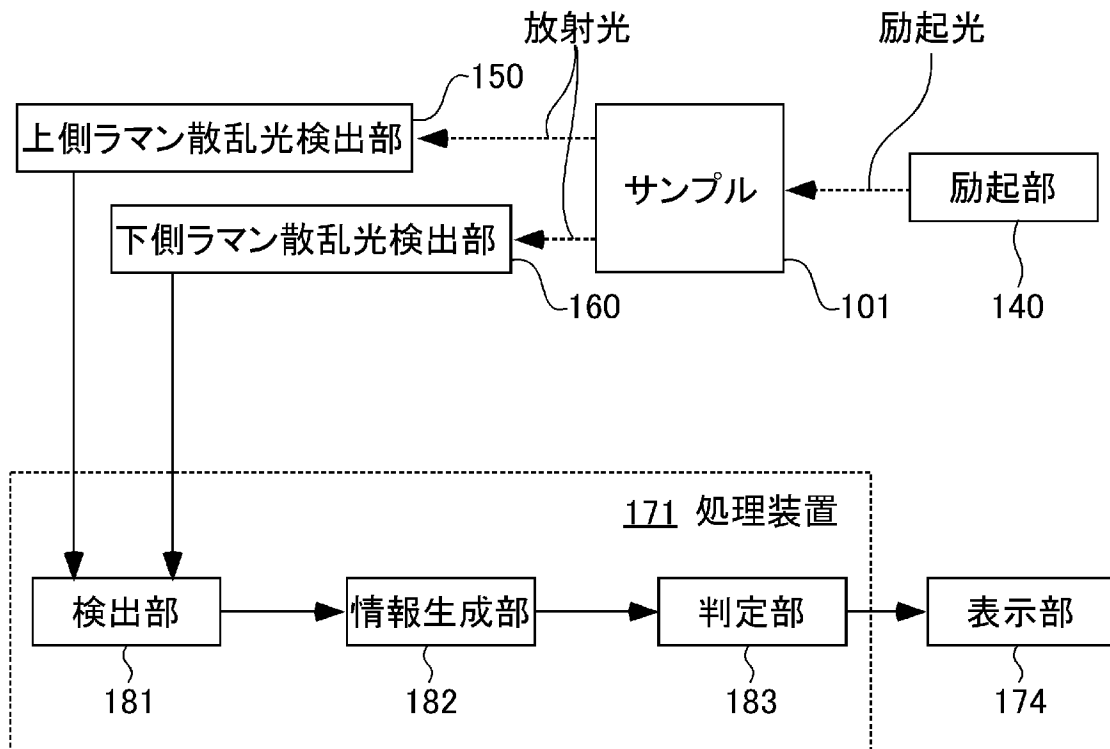 放射光
励起光
150
上側ラマン散乱光検出部
サンプル
励起部
下側ラマン散乱光検出部
160
101
140
171 処理装置
検出部
情報生成部
判定部
表示部
181
182
183
174